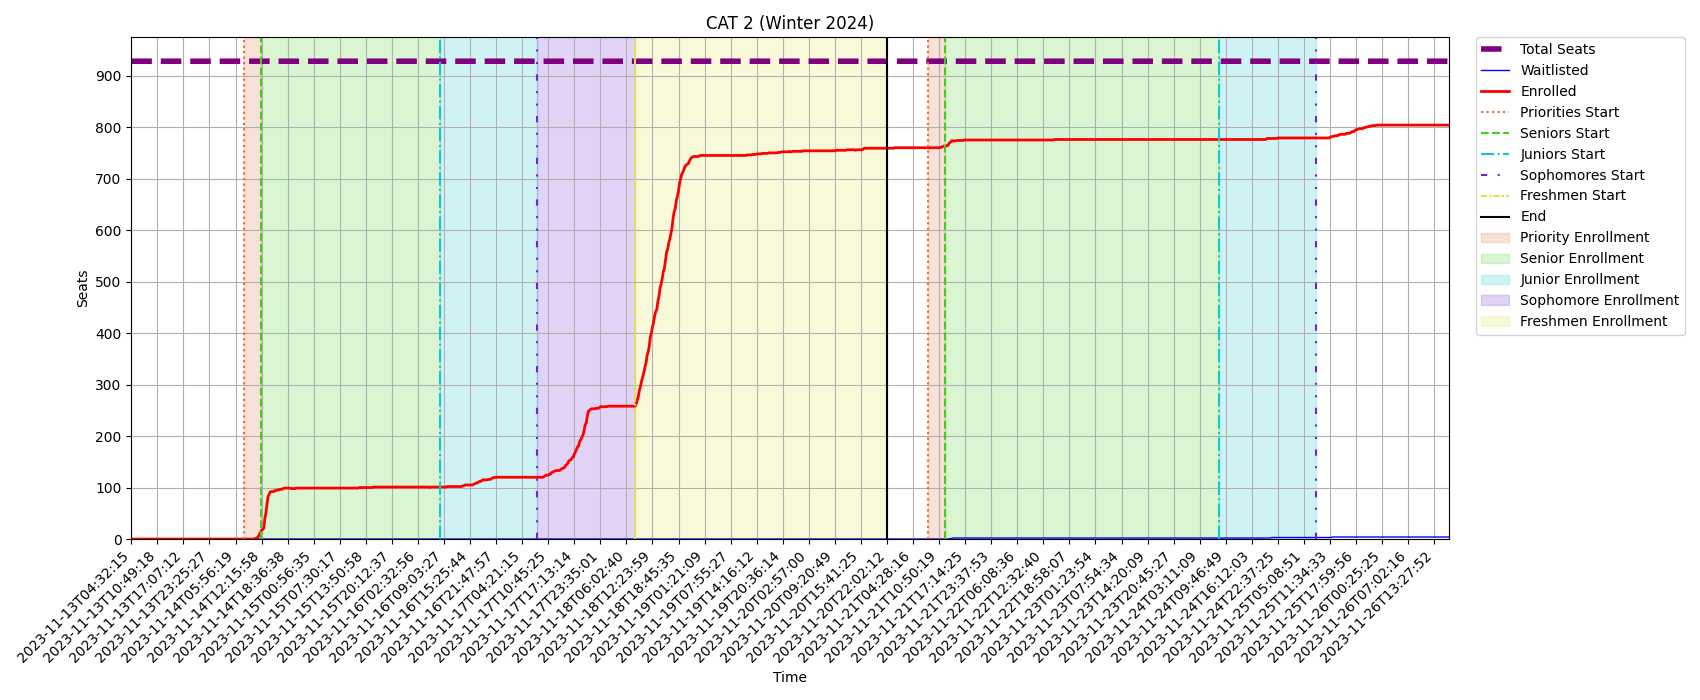 CAT 2 (Winter 2024)
Seats
900
800
700
600
500
400
300
200
100
0
2023-11-13T04:32:15
2023-11-13T10:49:18
2023-11-13T17:07:12
2023-11-13T23:25:27
2023-11-14T05:56:19
2023-11-14T12:15:58
2023-11-14T18:36:38
2023-11-15T00:56:35
2023-11-15T07:30:17
2023-11-15T13:50:58
2023-11-15T20:12:37
2023-11-16T02:32:56
2023-11-16T09:03:27
2023-11-16T15:25:44
2023-11-16T21:47:57
2023-11-17T04:21:15
2023-11-17T10:45:25
2023-11-17T17:13:14
2023-11-17T23:35:01
2023-11-18T06:02:40
2023-11-18T12:23:59
2023-11-18T18:45:35
2023-11-19T01:21:09
2023-11-19T07:55:27
2023-11-19T14:16:12
2023-11-19T20:36:14
2023-11-20T02:57:00
2023-11-20T09:20:49
2023-11-20T15:41:25
2023-11-20T22:02:12
2023-11-21T04:28:16
2023-11-21T10:50:19
2023-11-21T17:14:25
2023-11-21T23:37:53
2023-11-22T06:08:36
2023-11-22T12:32:40
2023-11-22T18:58:07
2023-11-23T01:23:54
2023-11-23T07:54:34
2023-11-23T14:20:09
2023-11-23T20:45:27
2023-11-24T03:11:09
2023-11-24T09:46:49
2023-11-24T16:12:03
2023-11-24T22:37:25
2023-11-25T05:08:51
2023-11-25T11:34:33
2023-11-25T17:59:56
2023-11-26T00:25:25
2023-11-26T07:02:16
2023-11-26T13:27:52
Time
Total Seats
Waitlisted
Enrolled
Priorities Start
Seniors Start
Juniors Start
Sophomores Start
Freshmen Start
End
Priority Enrollment
Senior Enrollment
Junior Enrollment
Sophomore Enrollment
Freshmen Enrollment